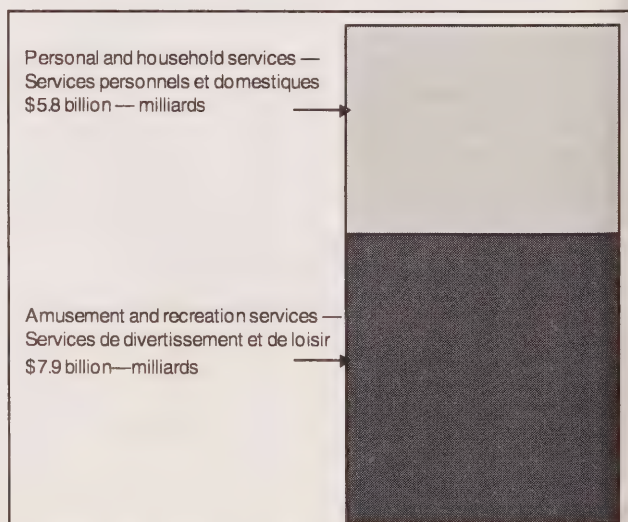 Personal and household services —
Services personnels et domestiques
$5.8 billion — milliards
Amusement and recreation services —
Services de divertissement et de loisir
$7.9 billion—milliards